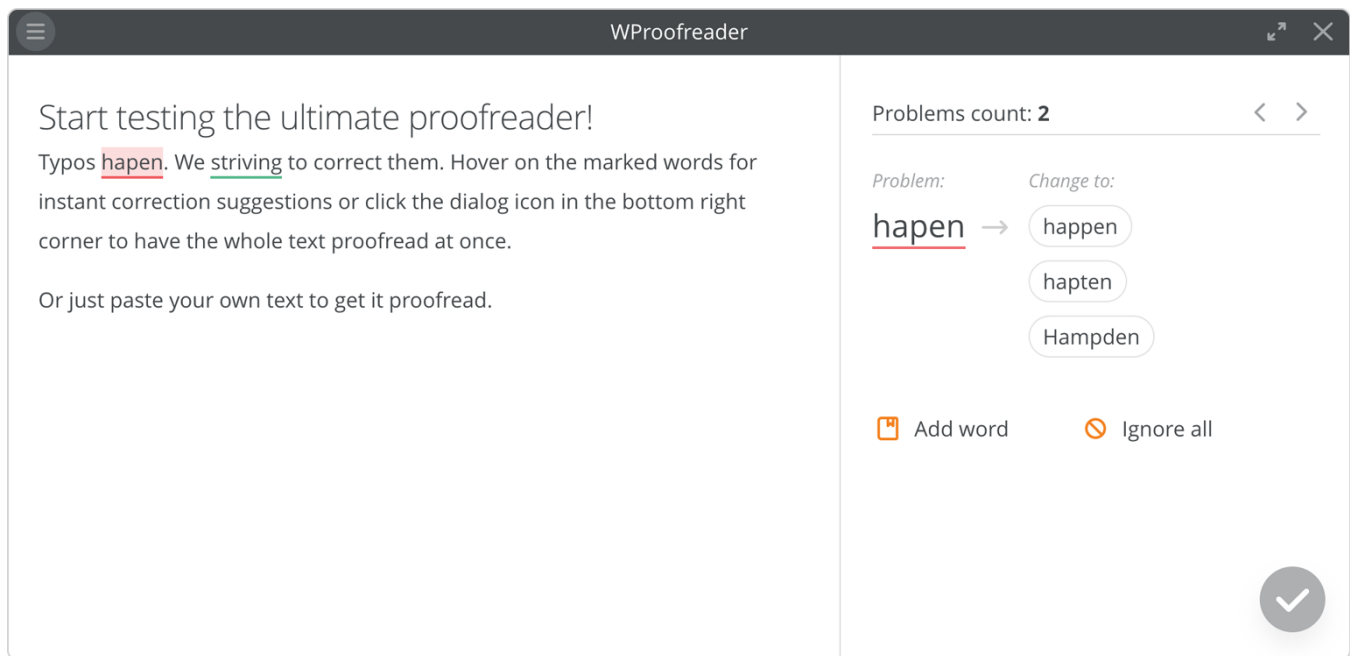 WProofreader
Start testing the ultimate proofreader!
Typos hapen. We striving to correct them. Hover on the marked words for
instant correction suggestions or click the dialog icon in the bottom right
corner to have the whole text proofread at once.
Or just paste your own text to get it proofread.
Problems count: 2
Problem:
Change to:
hapen
happen
hapten
Hampden
Add word
Ignore all